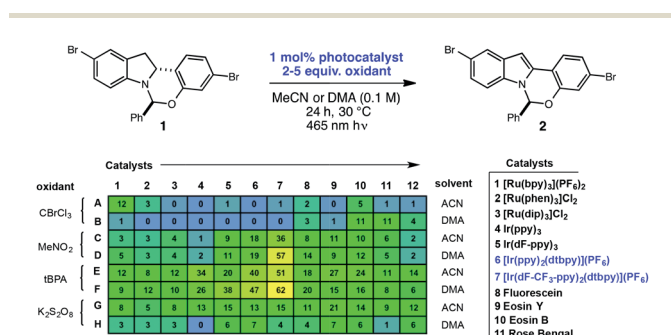 Br
Br
Br
Br
N
O
Ph
1
1 mol% photocatalyst
2-5 equiv. oxidant
MeCN or DMA (0.1 M)
24 h, 30 °C
465 nm hν
N
O
Ph
2
Catalysts
oxidant 1 2 3 4 5 6 7 8 9 10 11 12 solvent
CBrCl3 A 12 3 0 0 1 0 1 2 0 5 1 1 ACN
B 1 0 0 0 0 0 0 3 1 11 11 4 DMA
MeNO2 C 3 3 4 1 9 18 36 8 11 10 6 2 ACN
D 5 3 4 2 11 19 57 14 9 12 5 2 DMA
tBPA E 12 8 12 34 20 40 51 18 27 24 11 14 ACN
F 9 12 10 26 38 47 62 20 15 16 8 6 DMA
K2S2O8 G 8 5 8 13 15 13 15 11 21 14 9 12 ACN
H 3 3 3 0 6 7 4 4 7 6 1 6 DMA
Catalysts
1 [Ru(bpy)3](PF6)2
2 [Ru(phen)3]Cl2
3 [Ru(dip)3]Cl2
4 Ir(ppy)3
5 Ir(dF-ppy)3
6 [Ir(ppy)2(dtbpy)](PF6)
7 [Ir(dF-CF3-ppy)2(dtbpy)](PF6)
8 Fluorescein
9 Eosin Y
10 Eosin B
11 Rose Bengal